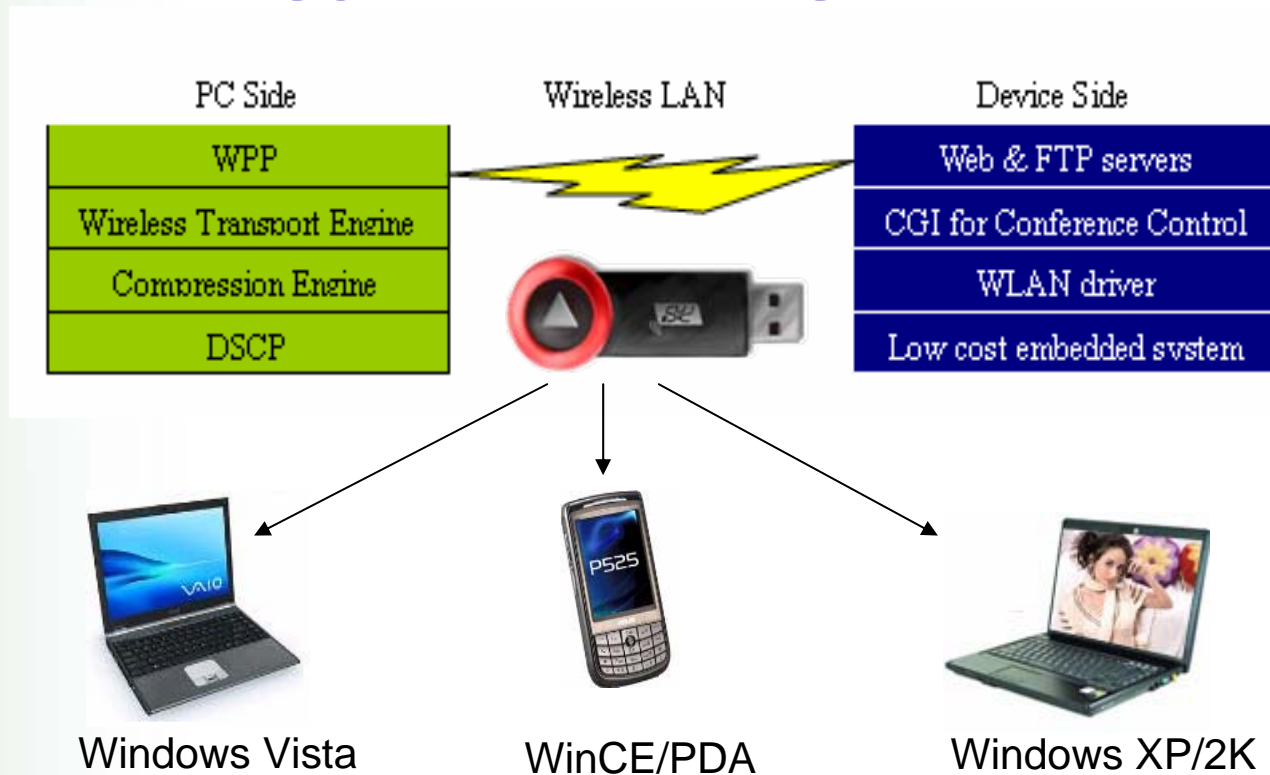 PC Side
Wireless LAN
Device Side
WPP
Wireless Transport Engine
Compression Engine
DSCP
Web & FTP servers
CGI for Conference Control
WLAN driver
Low cost embedded system
VAIO
P525
Windows Vista
WinCE/PDA
Windows XP/2K